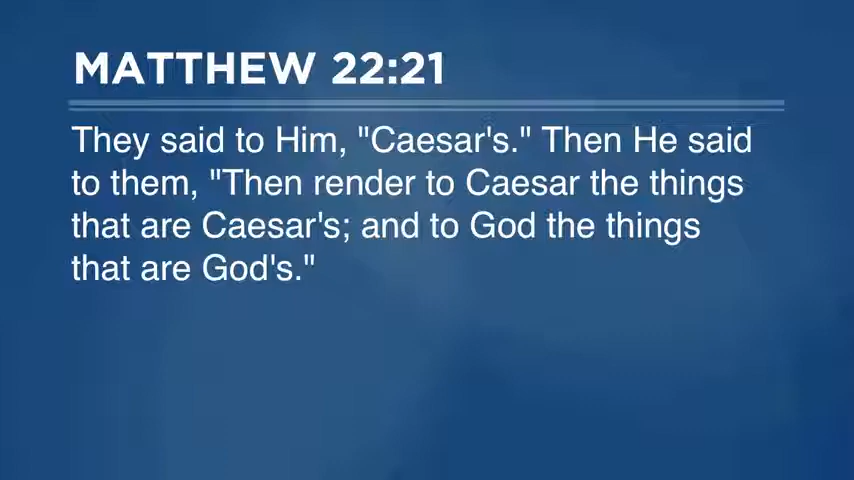 MATTHEW 22:21
They said to Him, "Caesar's." Then He said
to them, "Then render to Caesar the things
that are Caesar's; and to God the things
that are God's."